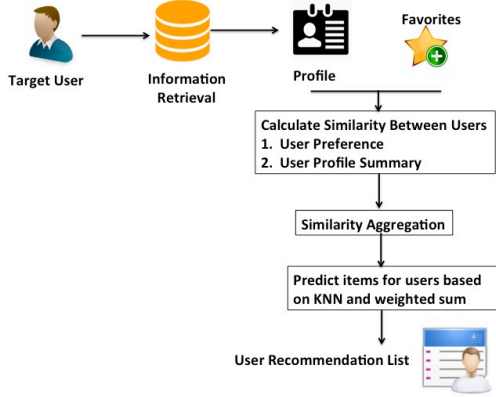 Favorites
Target User
Information
Retrieval
Profile
Calculate Similarity Between Users
1. User Preference
2. User Profile Summary
Similarity Aggregation
Predict items for users based
on KNN and weighted sum
User Recommendation List